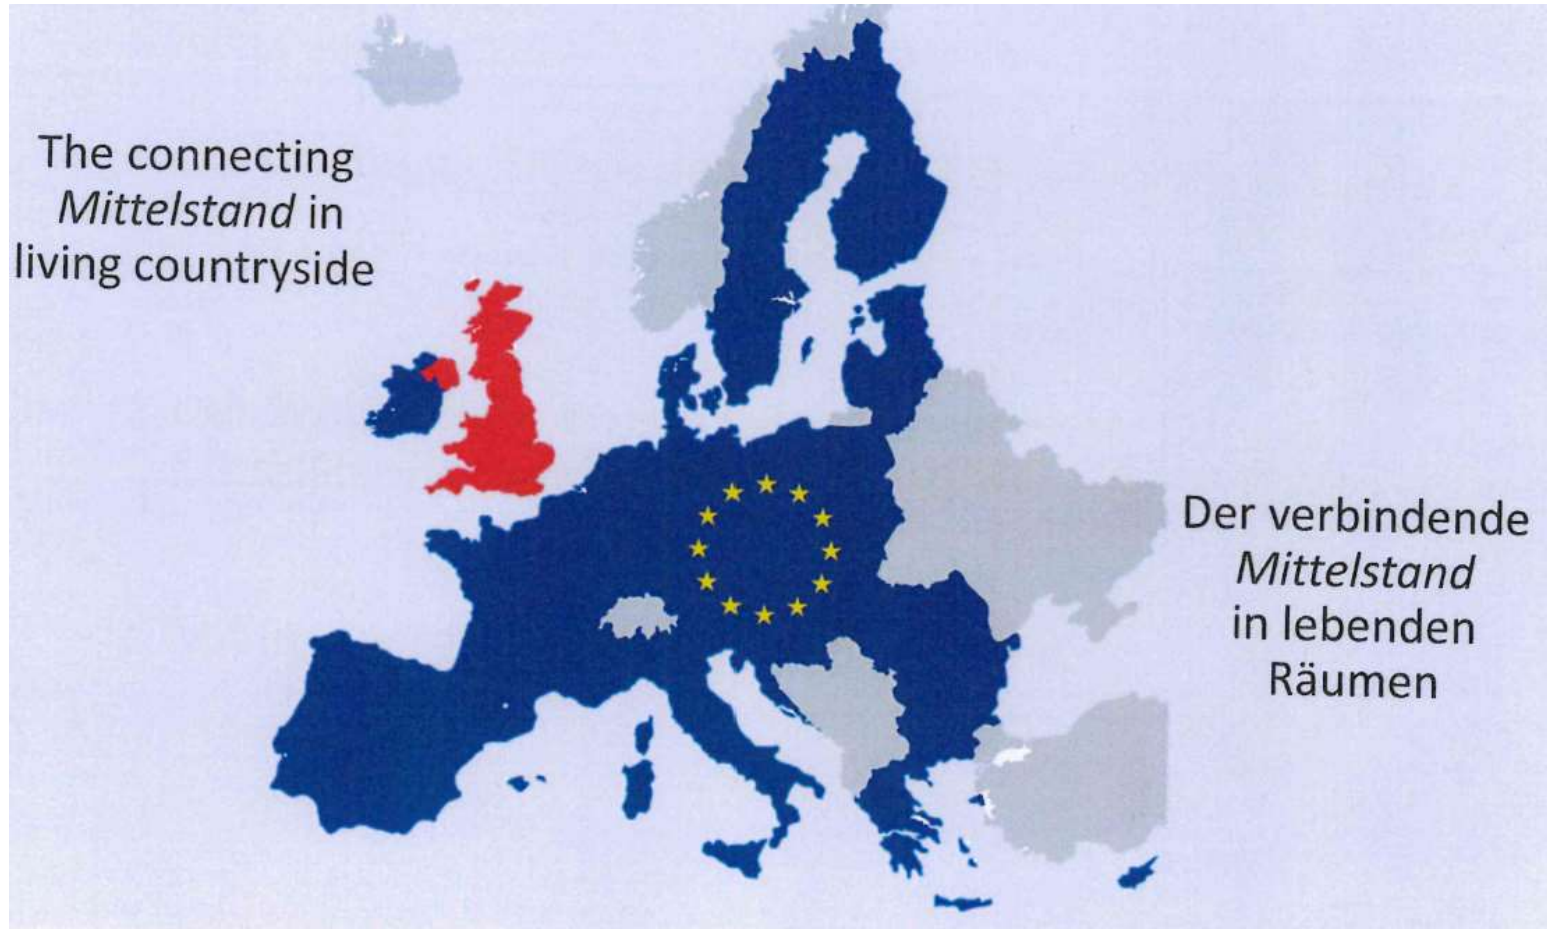 The connecting
Mittelstand in
living countryside
Der verbindende
Mittelstand
in lebenden
Räumen